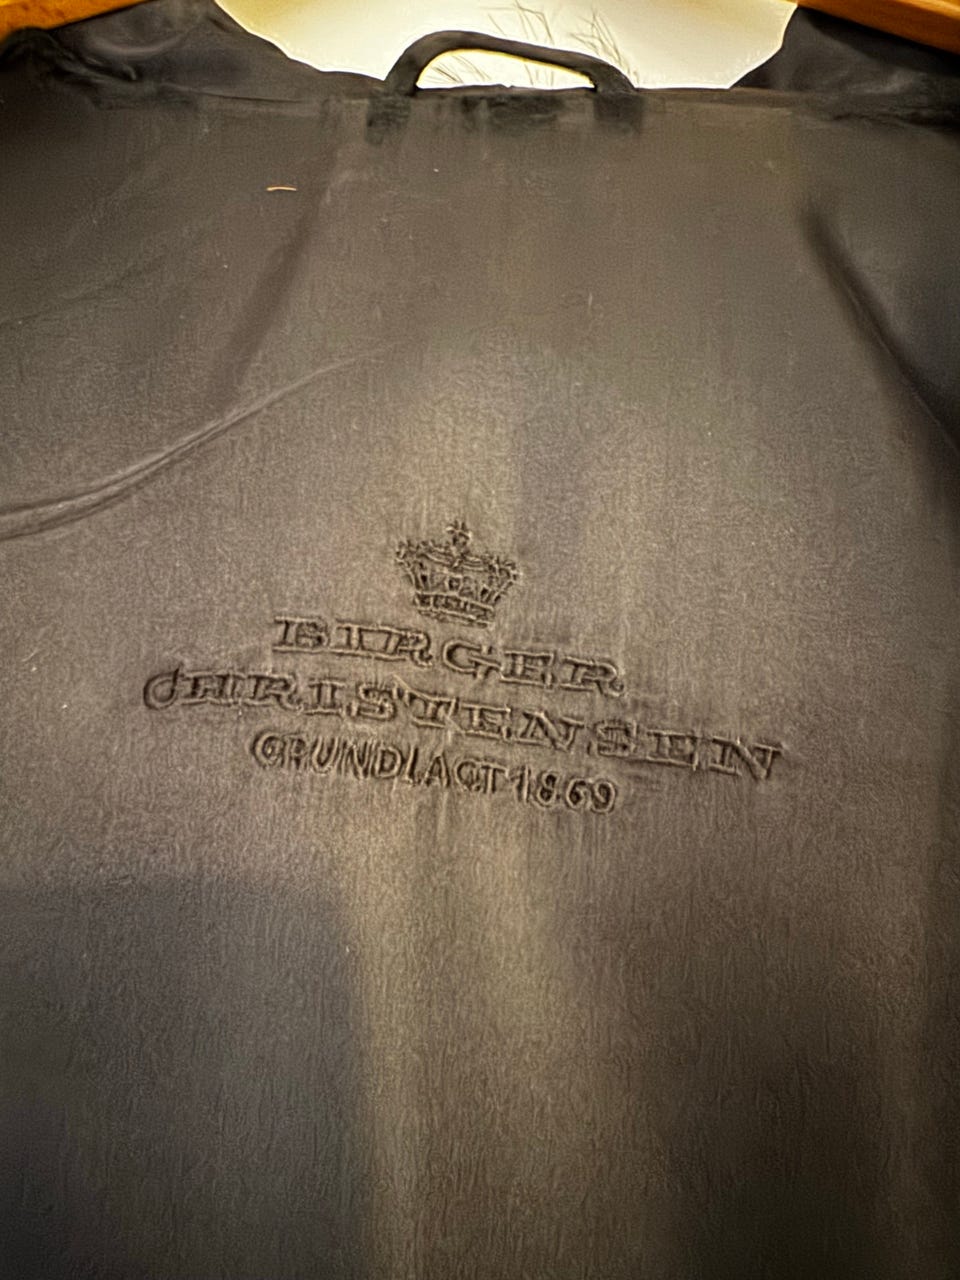 BIRGER
CHRISTENSEN
GRUNDLAGT 1869